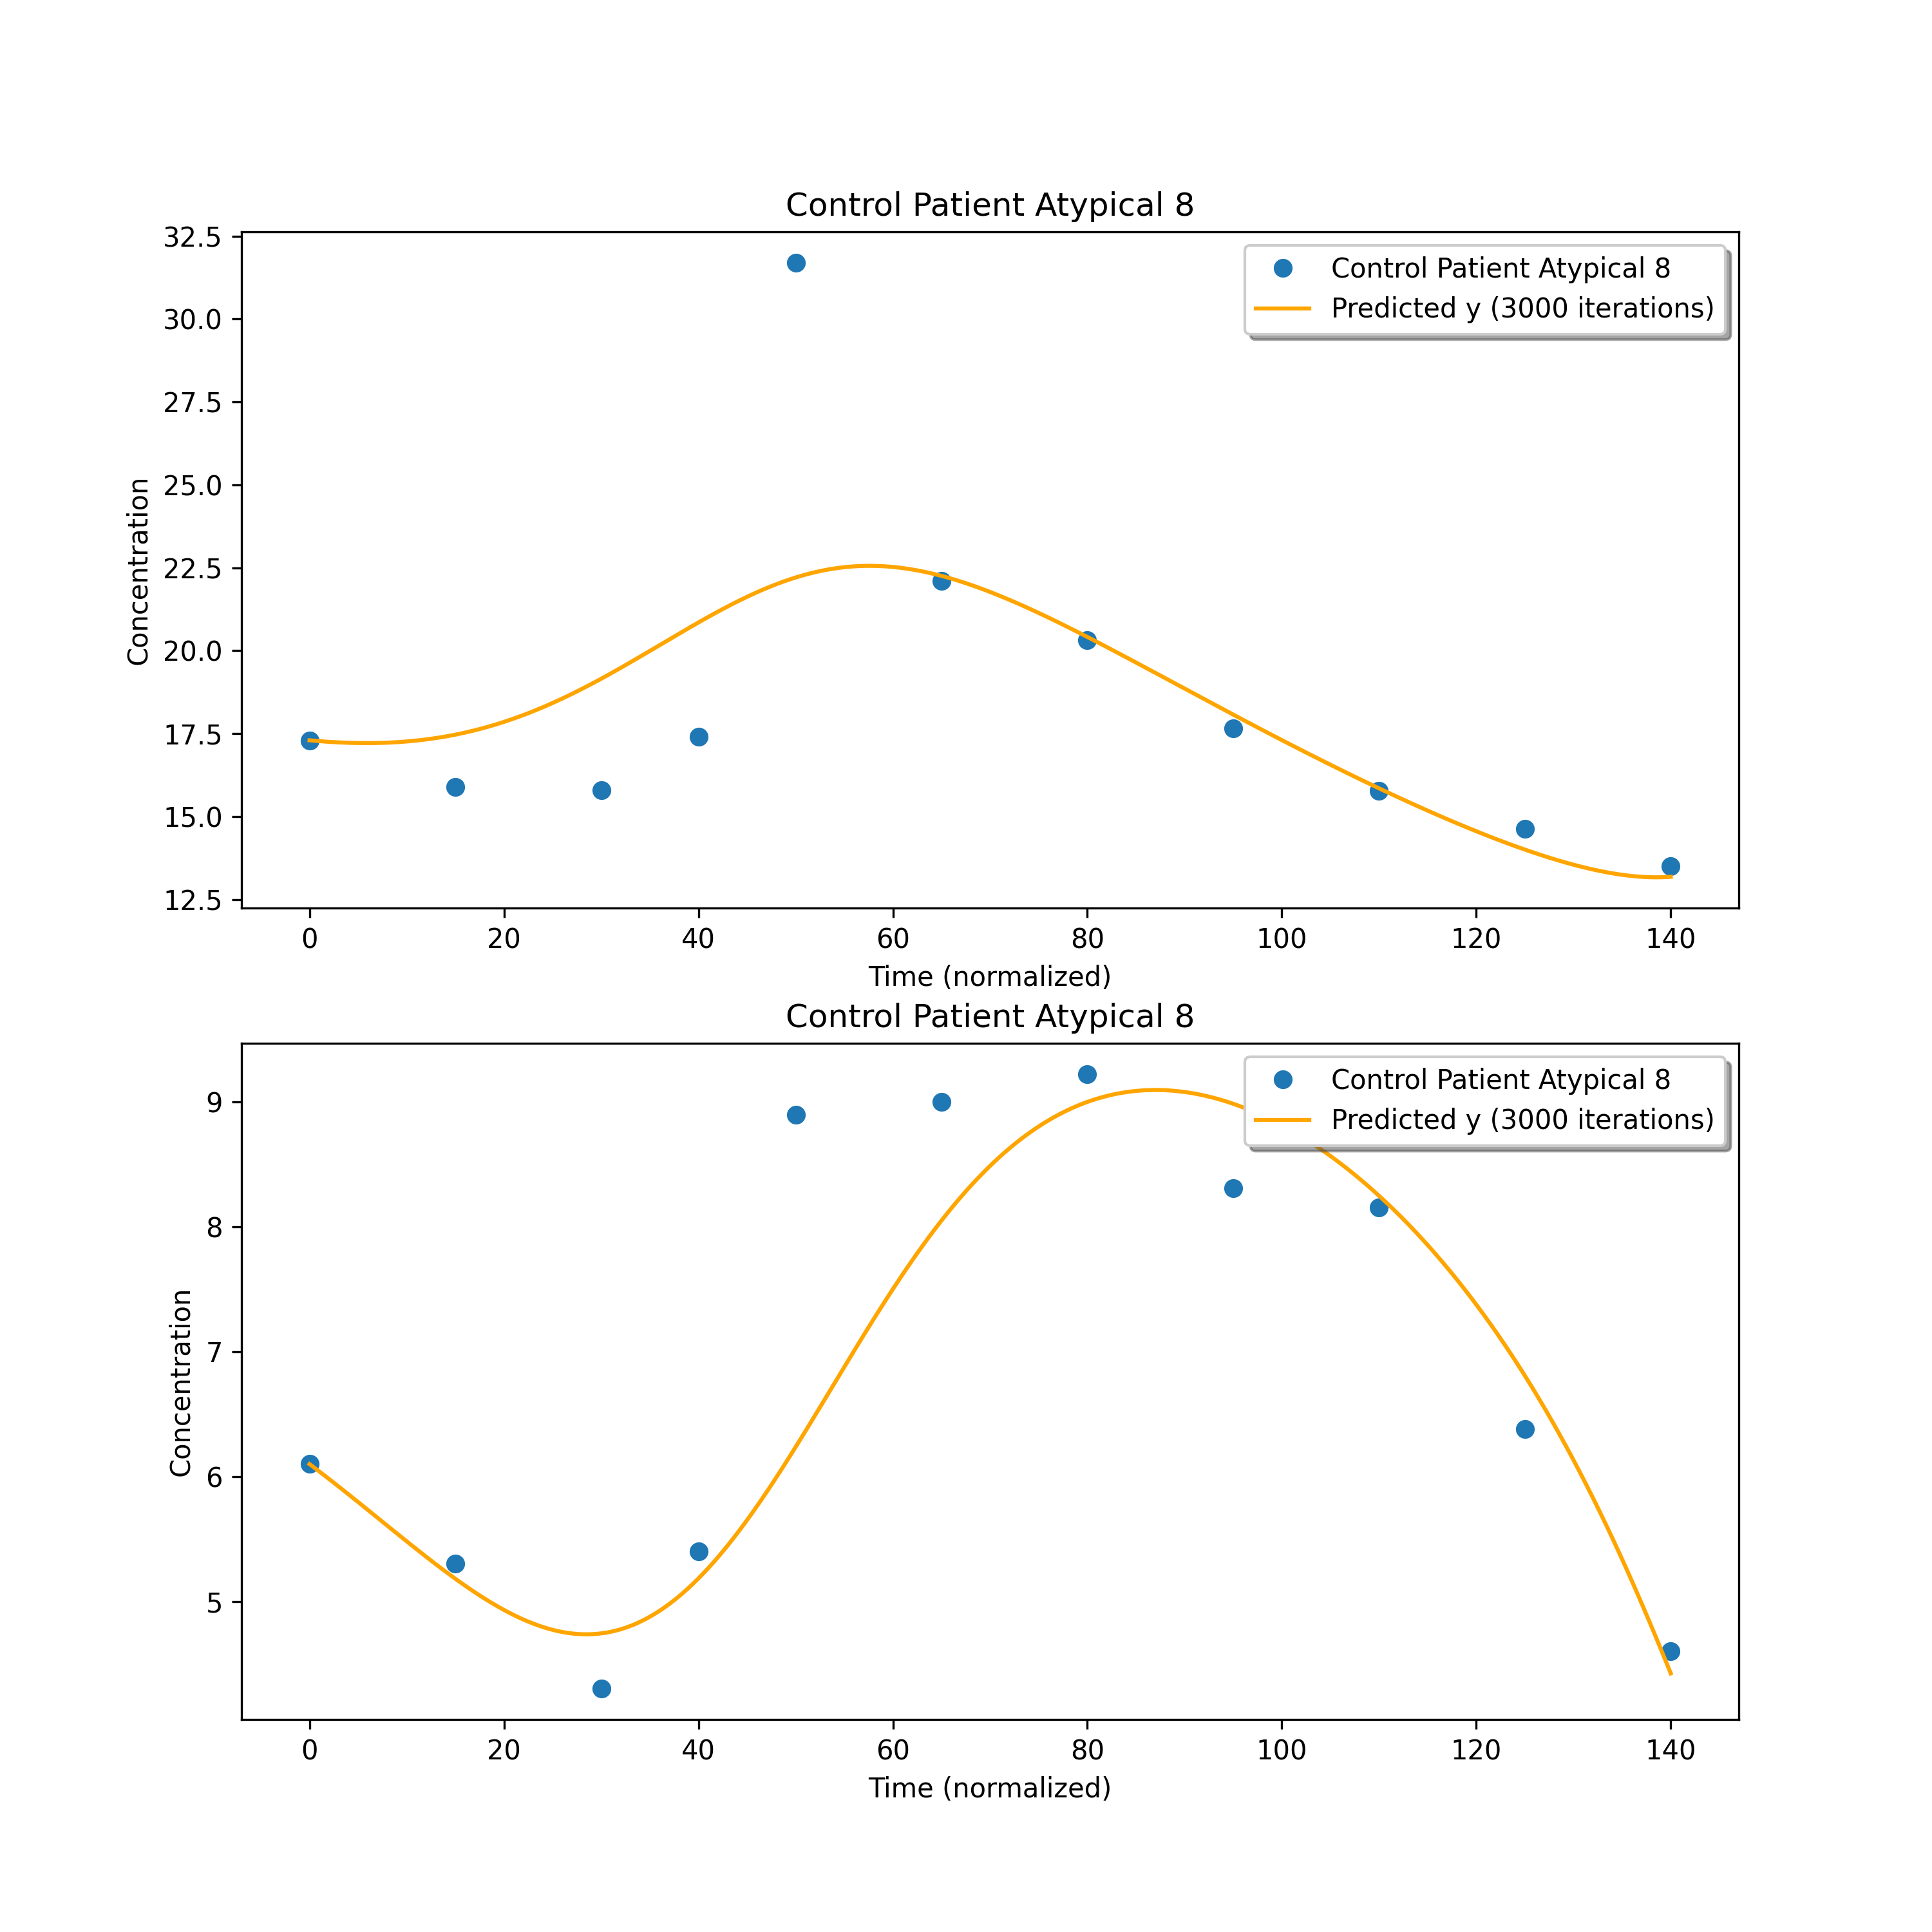 Control Patient Atypical 8
32.5
30.0
27.5
25.0
22.5
20.0
17.5
15.0
12.5
Concentration
Control Patient Atypical 8
Predicted y (3000 iterations)
0 20 40 60 80 100 120 140
Time (normalized)
Control Patient Atypical 8
9
8
7
6
5
Concentration
Control Patient Atypical 8
Predicted y (3000 iterations)
0 20 40 60 80 100 120 140
Time (normalized)